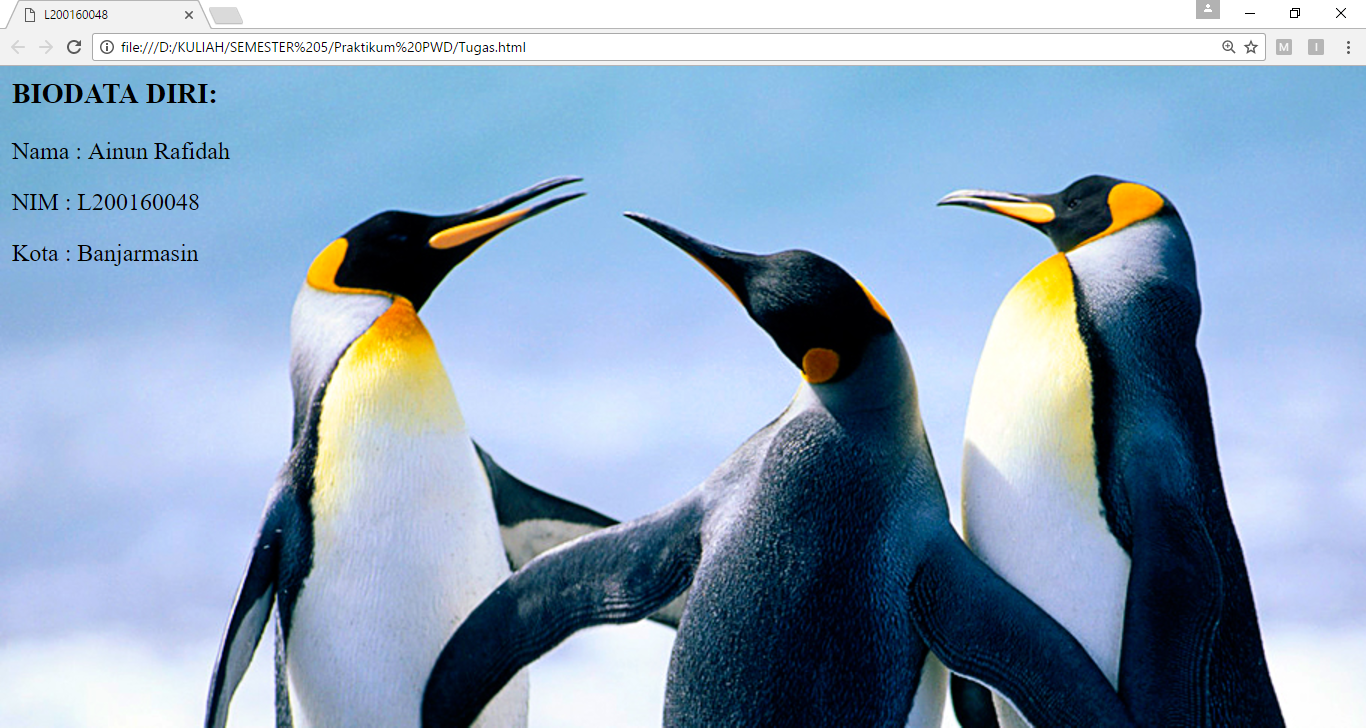 L200160048
file:///D:/KULIAH/SEMESTER%205/Praktikum%20PWD/Tugas.html
M
I
BIODATA DIRI:
Nama : Ainun Rafidah
NIM : L200160048
Kota : Banjarmasin